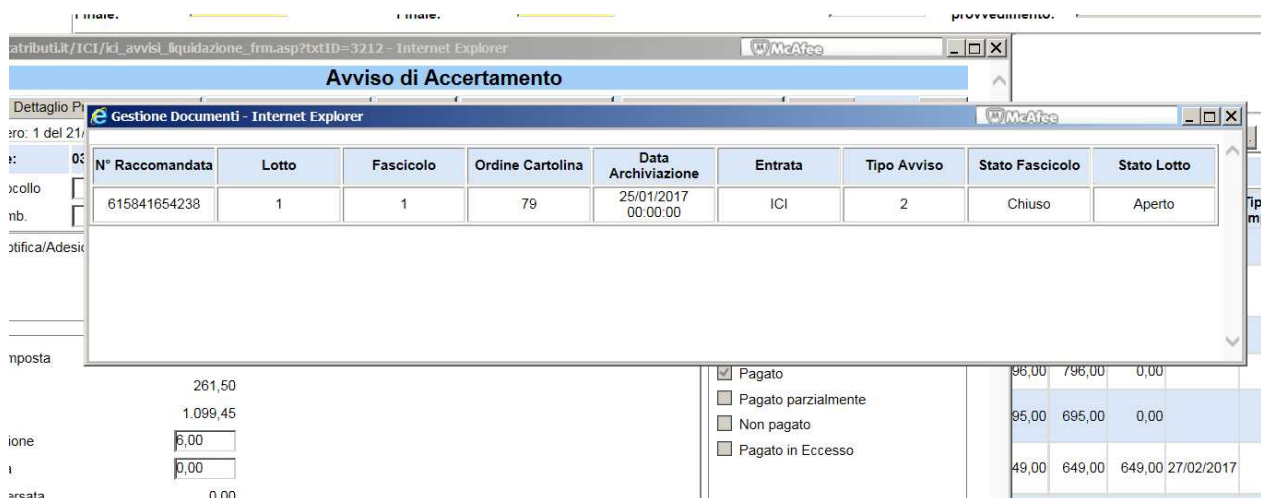 Finale: Finale: provvedimento:
catributi.it/ICI/ici_avvisi_liquidazione_frm.asp?txtID=3212 - Internet Explorer McAfee
Avviso di Accertamento
Dettaglio
Gestione Documenti - Internet Explorer McAfee
1 del 21/
N° Raccomandata Lotto Fascicolo Ordine Cartolina Data Archiviazione Entrata Tipo Avviso Stato Fascicolo Stato Lotto
615841654238 1 1 79 25/01/2017 00:00:00 ICI 2 Chiuso Aperto
Pagato 96,00 796,00 0,00
261,50
Pagato parzialmente
1.099,45 95,00 695,00 0,00
Non pagato
6,00
Pagato in Eccesso
0,00 49,00 649,00 649,00 27/02/2017
0,00